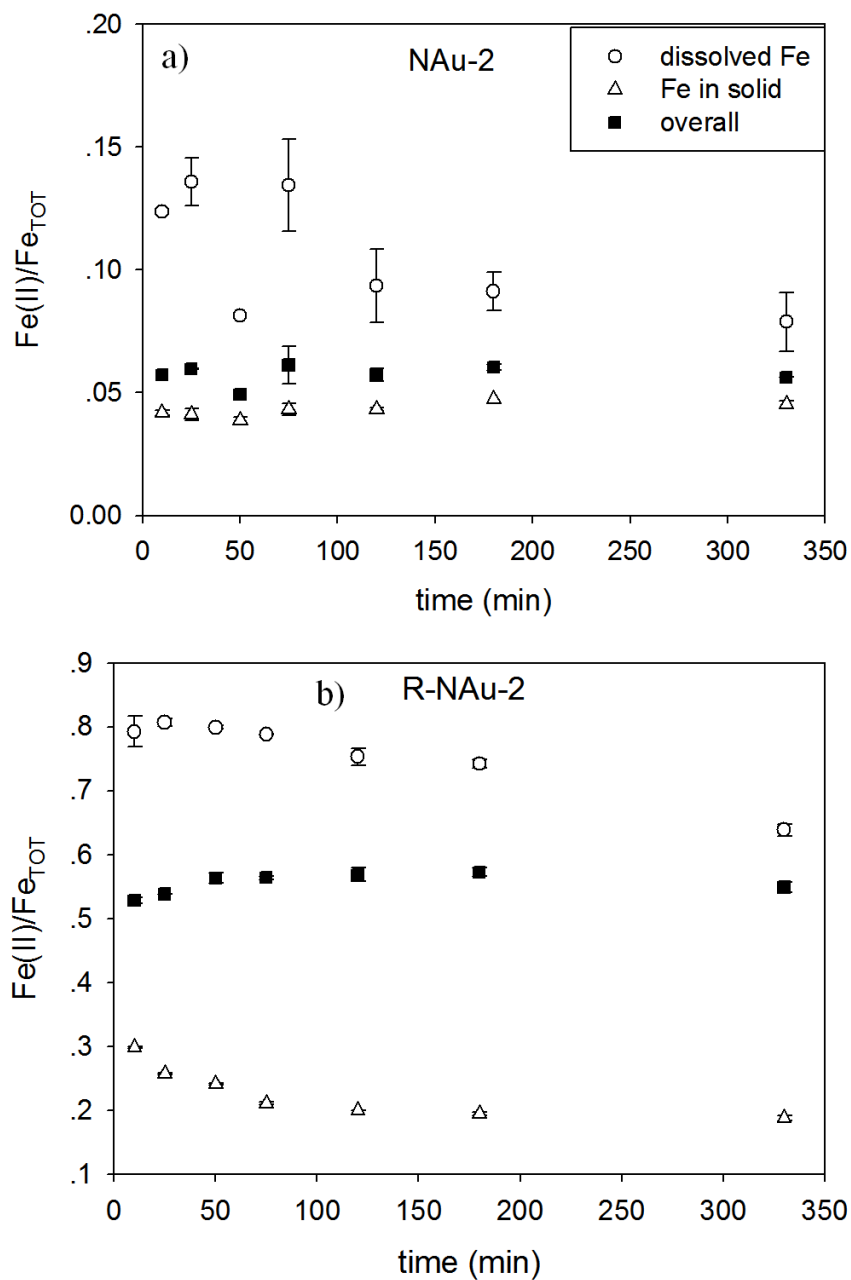 a)
NAu-2
dissolved Fe
Fe in solid
overall
.20
.15
.10
.05
0.00
Fe(II)/Fe_TOT
0 50 100 150 200 250 300 350
time (min)
b)
R-NAu-2
.9
.8
.7
.6
.5
.4
.3
.2
.1
Fe(II)/Fe_TOT
0 50 100 150 200 250 300 350
time (min)